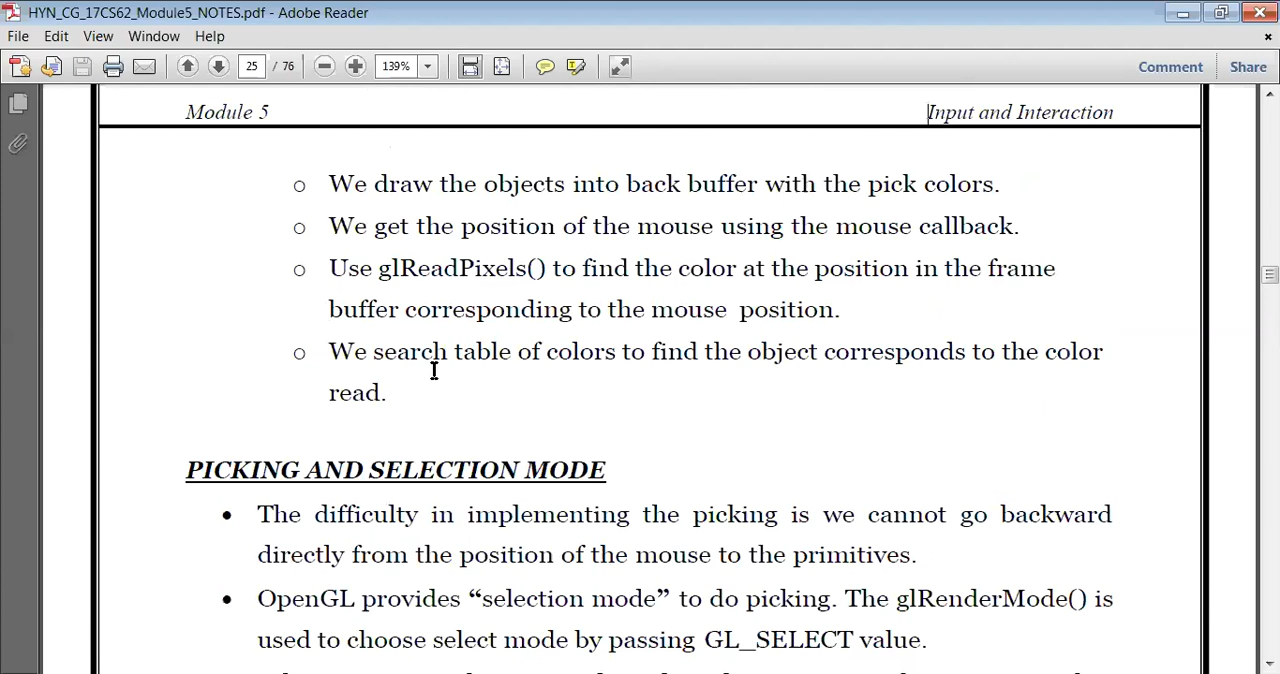 HYN_CG_17CS62_Module5_NOTES.pdf - Adobe Reader
File Edit View Window Help
25 / 76 139% Comment Share
Module 5 Input and Interaction
o We draw the objects into back buffer with the pick colors.
o We get the position of the mouse using the mouse callback.
o Use glReadPixels() to find the color at the position in the frame
buffer corresponding to the mouse position.
o We search table of colors to find the object corresponds to the color
read.
PICKING AND SELECTION MODE
• The difficulty in implementing the picking is we cannot go backward
directly from the position of the mouse to the primitives.
• OpenGL provides “selection mode” to do picking. The glRenderMode() is
used to choose select mode by passing GL_SELECT value.